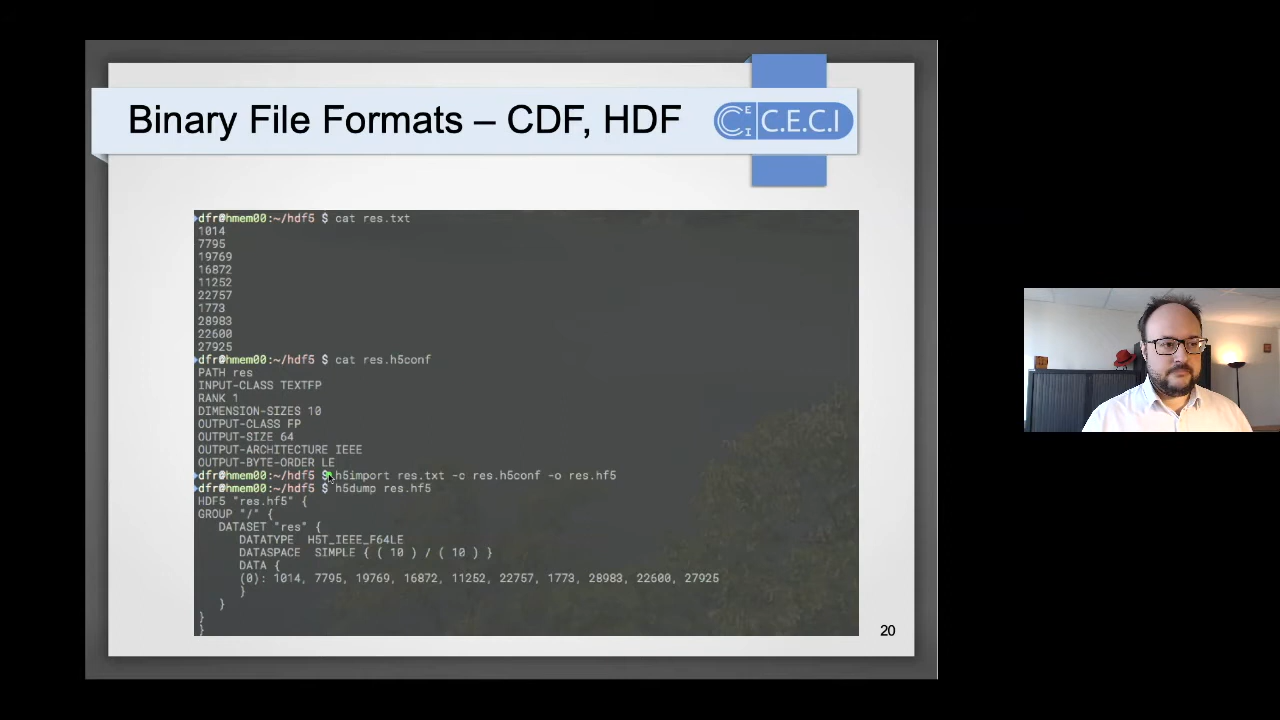 Binary File Formats – CDF, HDF
C E C I C.E.C.I
dfr@hmem00:~/hdf5 $ cat res.txt
1014
7795
19769
16872
11252
22757
1773
28983
22600
27925
dfr@hmem00:~/hdf5 $ cat res.h5conf
PATH res
INPUT-CLASS TEXTFP
RANK 1
DIMENSION-SIZES 10
OUTPUT-CLASS FP
OUTPUT-SIZE 64
OUTPUT-ARCHITECTURE IEEE
OUTPUT-BYTE-ORDER LE
dfr@hmem00:~/hdf5 $ h5import res.txt -c res.h5conf -o res.hf5
dfr@hmem00:~/hdf5 $ h5dump res.hf5
HDF5 "res.hf5" {
GROUP "/" {
DATASET "res" {
DATATYPE H5T_IEEE_F64LE
DATASPACE SIMPLE { ( 10 ) / ( 10 ) }
DATA {
(0): 1014, 7795, 19769, 16872, 11252, 22757, 1773, 28983, 22600, 27925
}
}
}
}
20